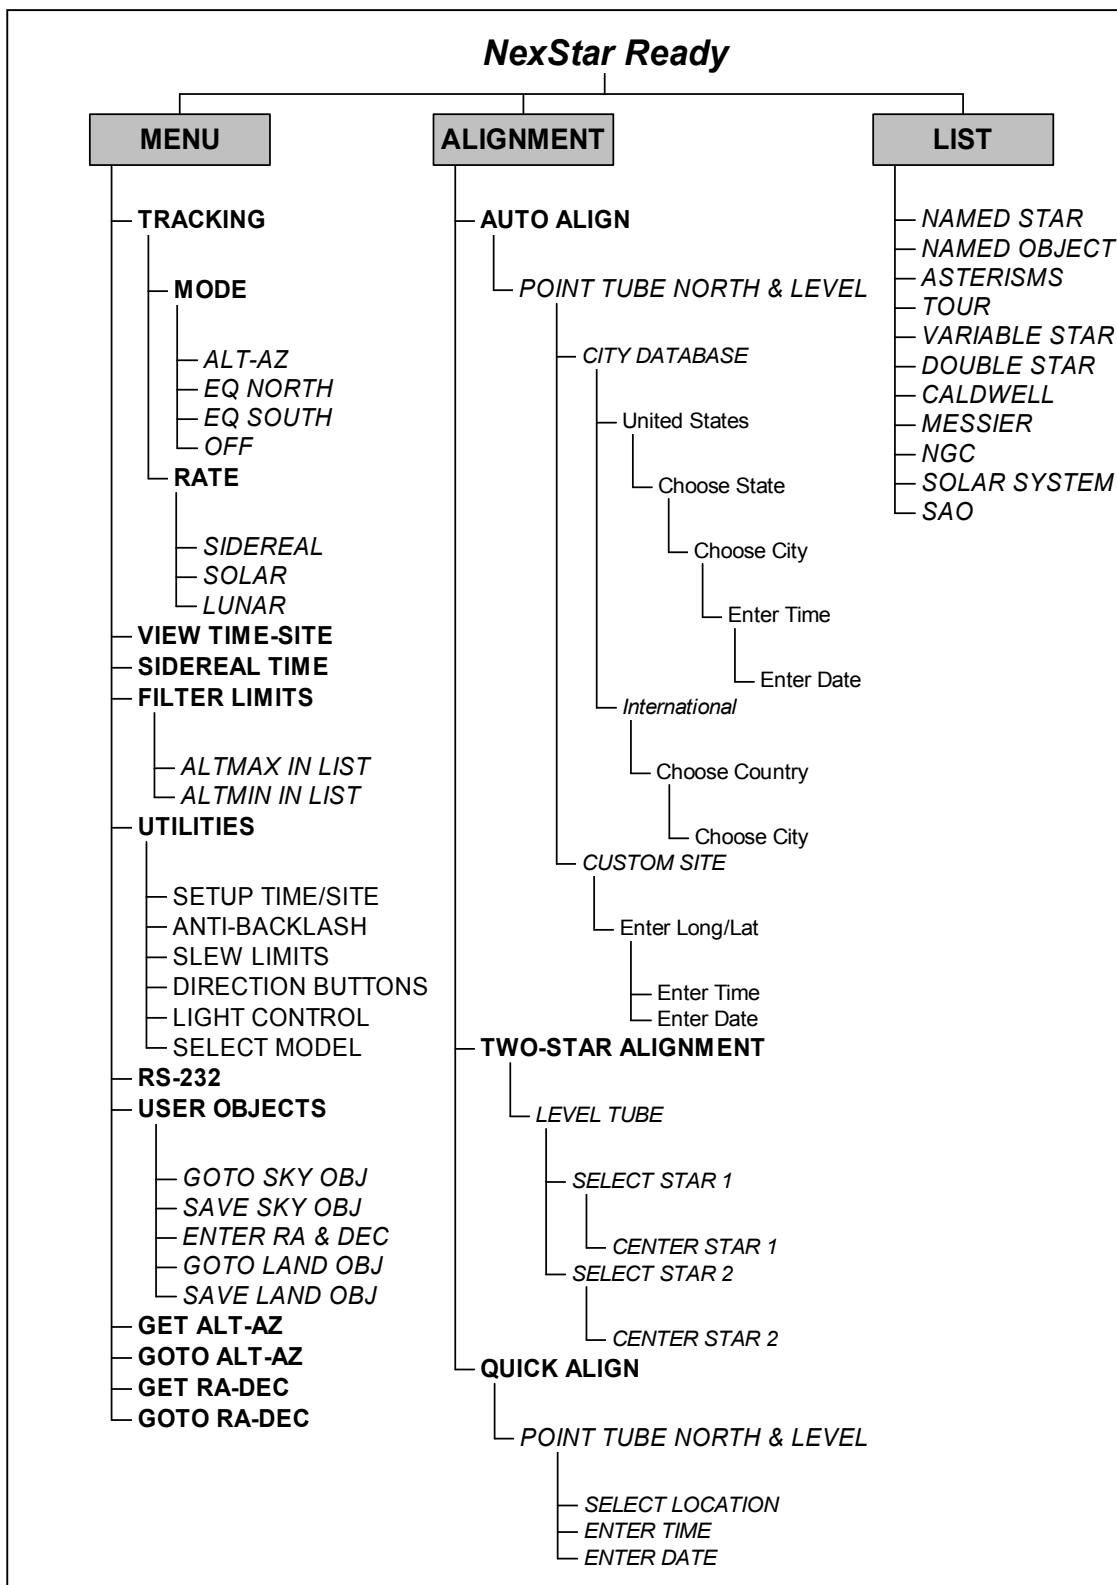 NexStar Ready
MENU
TRACKING
MODE
ALT-AZ
EQ NORTH
EQ SOUTH
OFF
RATE
SIDEREAL
SOLAR
LUNAR
VIEW TIME-SITE
SIDEREAL TIME
FILTER LIMITS
ALTMAX IN LIST
ALTMIN IN LIST
UTILITIES
SETUP TIME/SITE
ANTI-BACKLASH
SLEW LIMITS
DIRECTION BUTTONS
LIGHT CONTROL
SELECT MODEL
RS-232
USER OBJECTS
GOTO SKY OBJ
SAVE SKY OBJ
ENTER RA & DEC
GOTO LAND OBJ
SAVE LAND OBJ
GET ALT-AZ
GOTO ALT-AZ
GET RA-DEC
GOTO RA-DEC
ALIGNMENT
AUTO ALIGN
POINT TUBE NORTH & LEVEL
CITY DATABASE
United States
Choose State
Choose City
Enter Time
Enter Date
International
Choose Country
Choose City
CUSTOM SITE
Enter Long/Lat
Enter Time
Enter Date
TWO-STAR ALIGNMENT
LEVEL TUBE
SELECT STAR 1
CENTER STAR 1
SELECT STAR 2
CENTER STAR 2
QUICK ALIGN
POINT TUBE NORTH & LEVEL
SELECT LOCATION
ENTER TIME
ENTER DATE
LIST
NAMED STAR
NAMED OBJECT
ASTERISMS
TOUR
VARIABLE STAR
DOUBLE STAR
CALDWELL
MESSIER
NGC
SOLAR SYSTEM
SAO